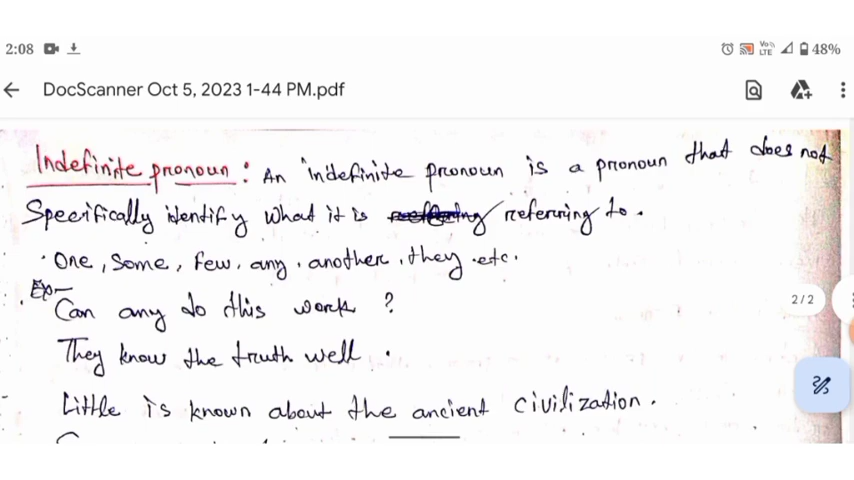 2:08 Vo)) LTE 48%
DocScanner Oct 5, 2023 1-44 PM.pdf
Indefinite pronoun : An indefinite pronoun is a pronoun that does not
Specifically identify what it is referring to.
• One, Some, Few, any, another, they etc.
Ex-
Can any do this work ?
2/2
They know the truth well .
Little is known about the ancient civilization .